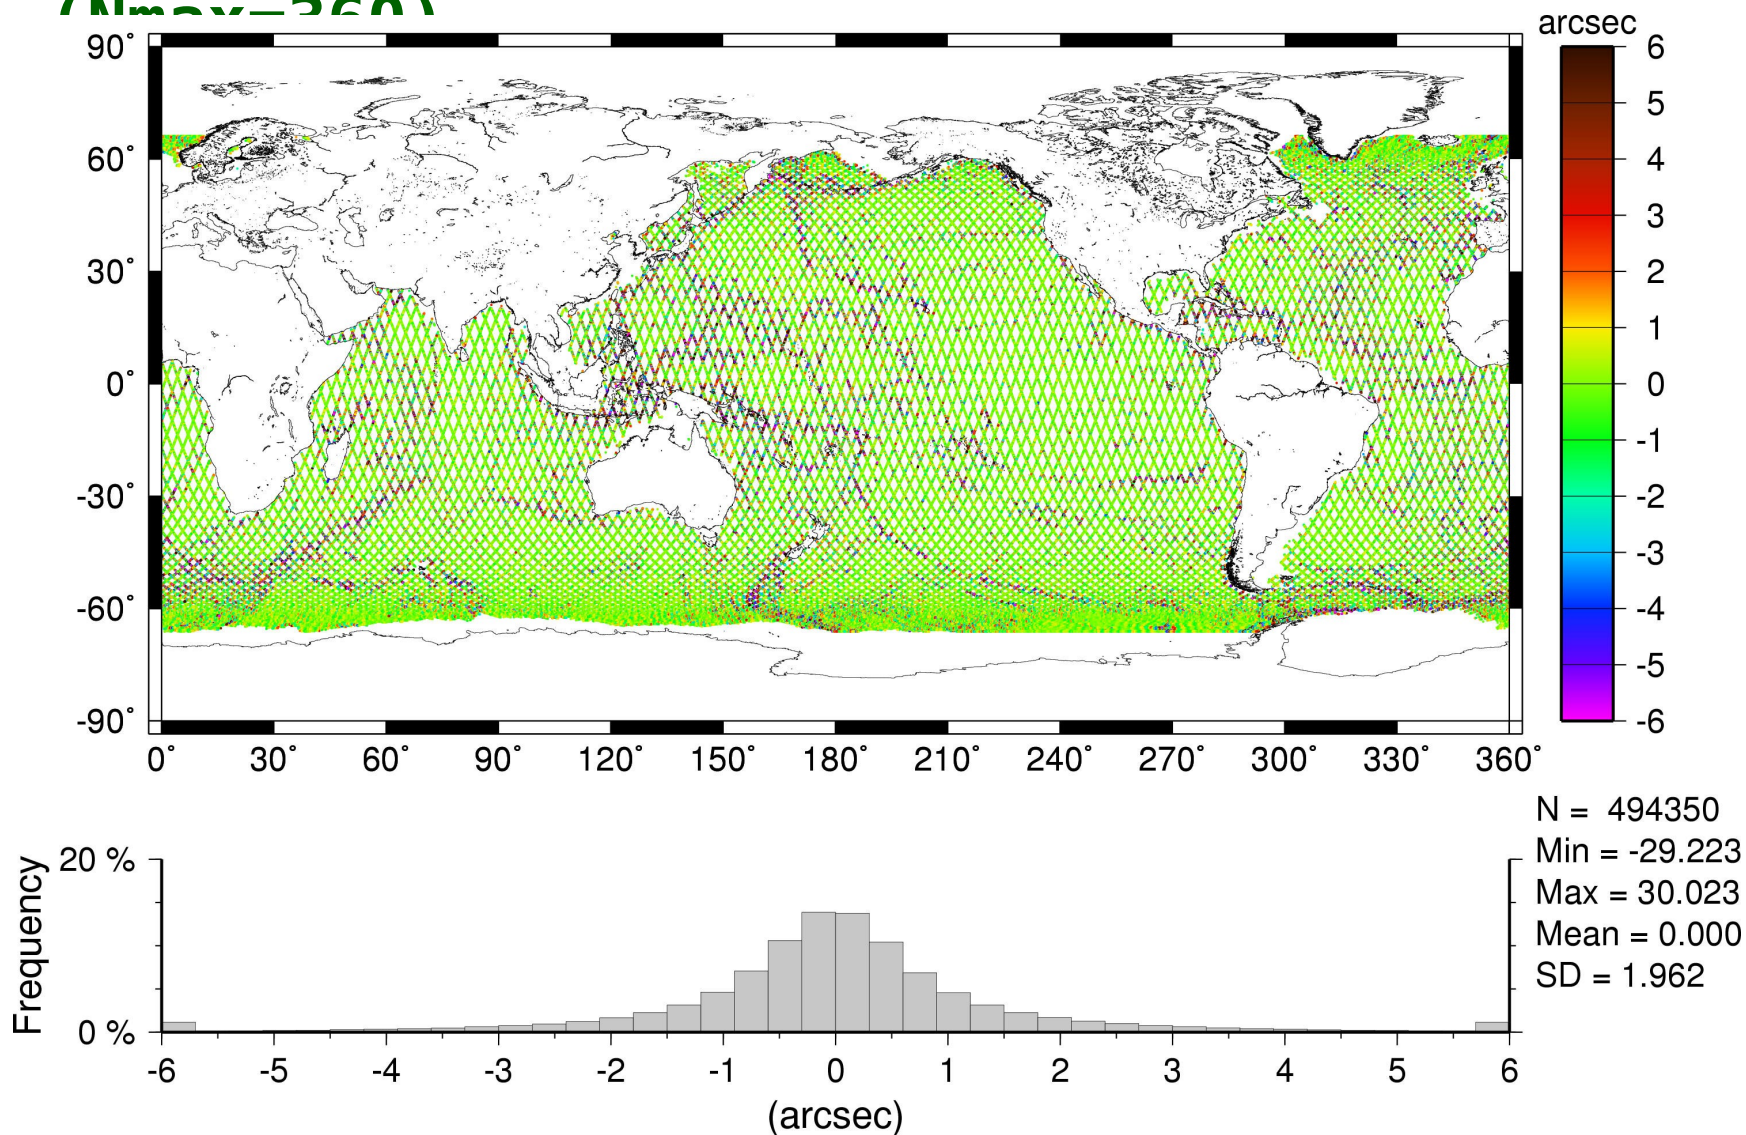 (Nmax=360)
arcsec
90°
60°
30°
0°
-30°
-60°
-90°
0° 30° 60° 90° 120° 150° 180° 210° 240° 270° 300° 330° 360°
6
5
4
3
2
1
0
-1
-2
-3
-4
-5
-6
N = 494350
Min = -29.223
Max = 30.023
Mean = 0.000
SD = 1.962
Frequency
20 %
0 %
-6 -5 -4 -3 -2 -1 0 1 2 3 4 5 6
(arcsec)